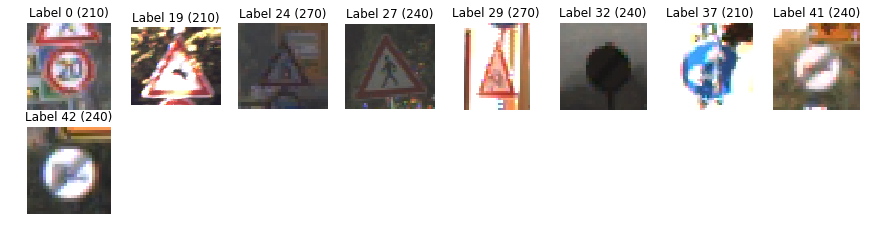 Label 0 (210)
Label 19 (210)
Label 24 (270)
Label 27 (240)
Label 29 (270)
Label 32 (240)
Label 37 (210)
Label 41 (240)
20
Label 42 (240)